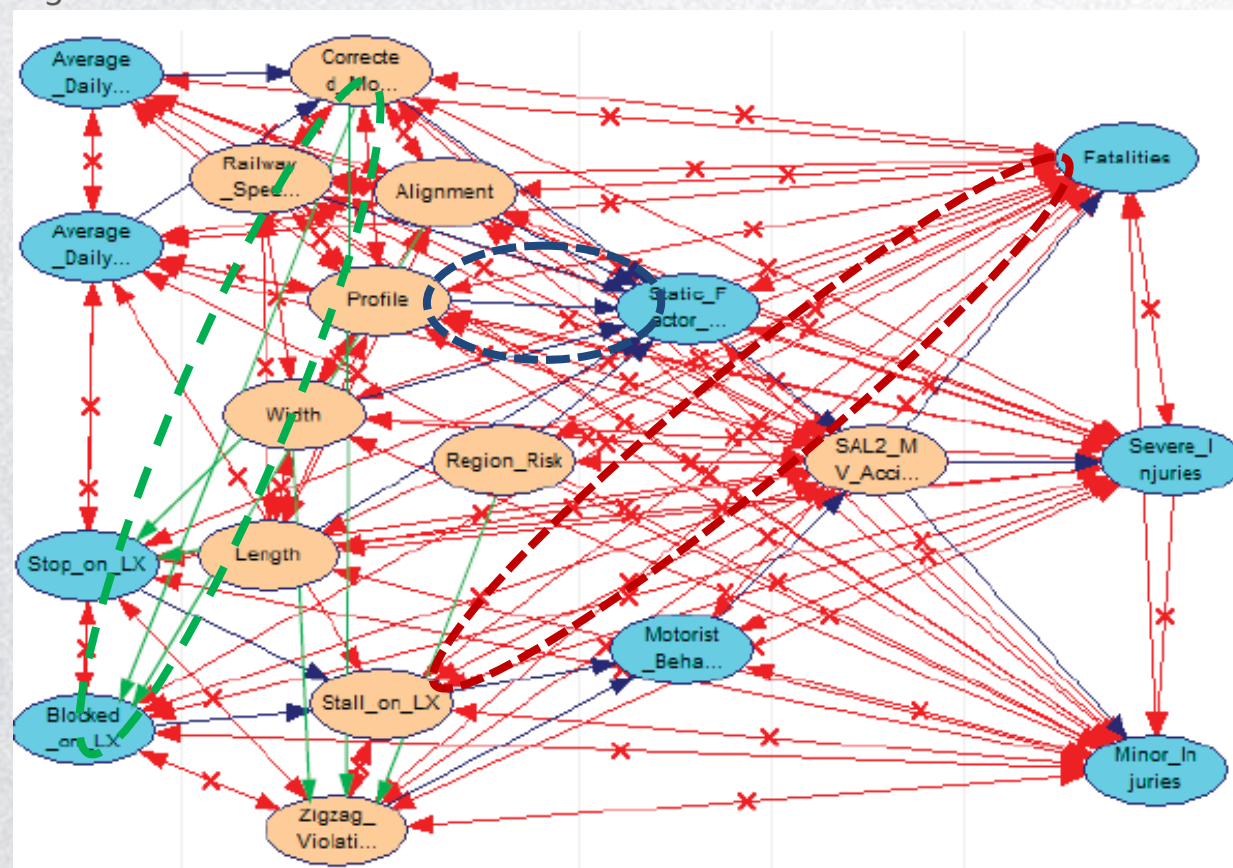 Average
_Daily...
Correcte
d_Mo...
Fatalities
Railway
_Spee...
Alignment
Average
_Daily...
Profile
Static_F
actor_...
Width
Region_Risk
SAL2_M
V_Acci...
Severe_I
njuries
Stop_on_LX
Length
Motorist
_Beha...
Stall_on_LX
Blocked
_on_LX
Minor_In
juries
Zigzag_
Violati...